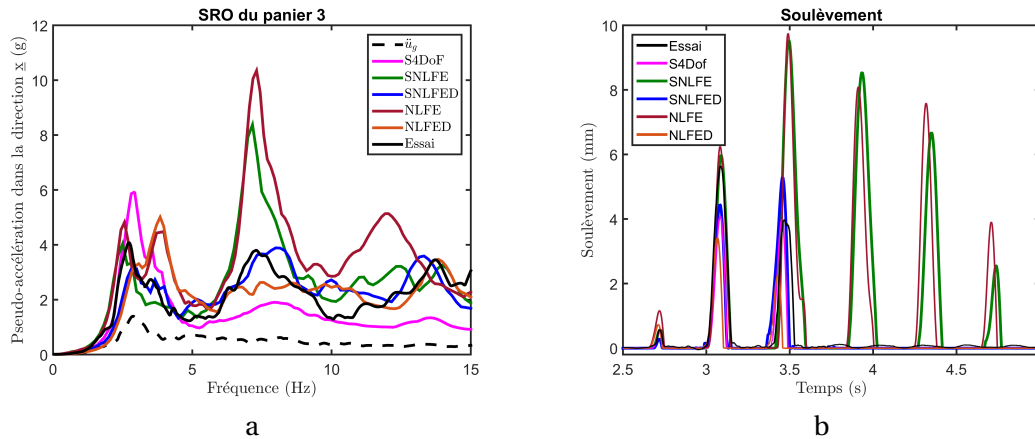 SRO du panier 3
Pseudo-accélération dans la direction x (g)
12
10
8
6
4
2
0
0
5
10
15
Fréquence (Hz)
ü_g
S4DoF
SNLFE
SNLFED
NLFE
NLFED
Essai
a
Soulèvement
Soulèvement (mm)
10
8
6
4
2
0
2.5
3
3.5
4
4.5
Temps (s)
Essai
S4Dof
SNLFE
SNLFED
NLFE
NLFED
b